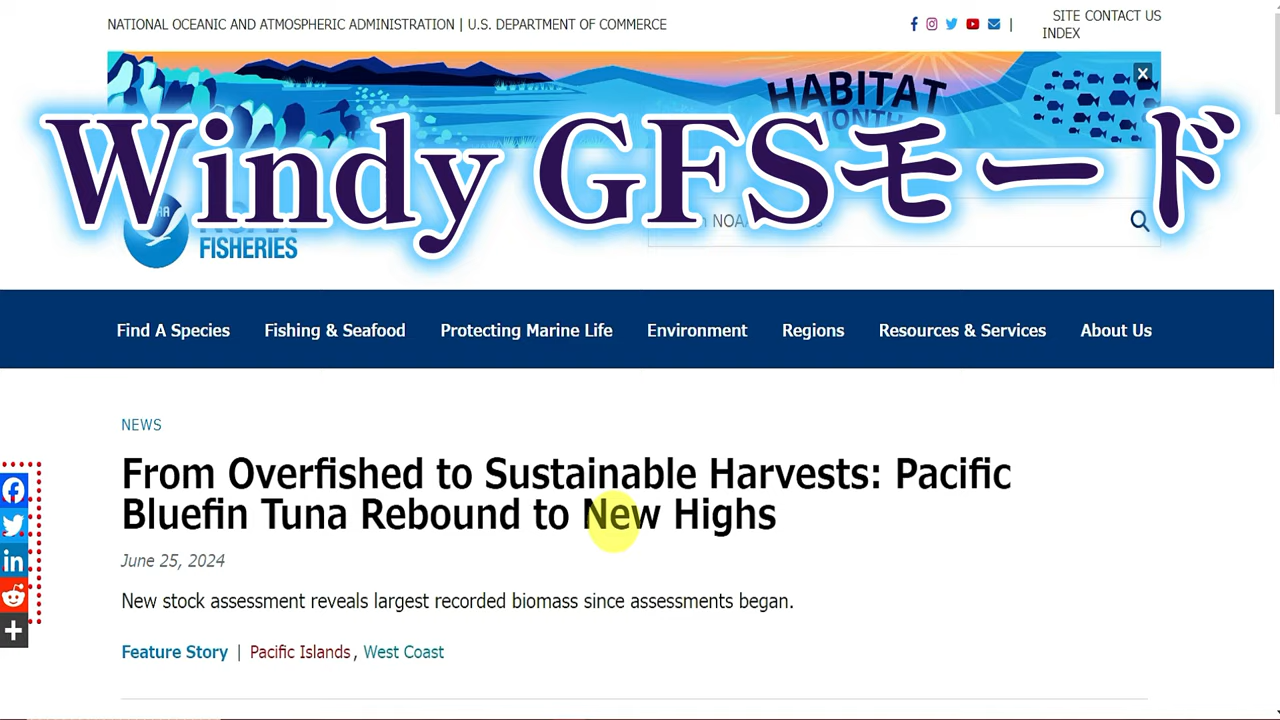 NATIONAL OCEANIC AND ATMOSPHERIC ADMINISTRATION | U.S. DEPARTMENT OF COMMERCE
SITE CONTACT US
INDEX
HABITAT
MONTH
Windy GFSモード
NOAA
FISHERIES
Find A Species Fishing & Seafood Protecting Marine Life Environment Regions Resources & Services About Us
NEWS
From Overfished to Sustainable Harvests: Pacific
Bluefin Tuna Rebound to New Highs
June 25, 2024
New stock assessment reveals largest recorded biomass since assessments began.
Feature Story | Pacific Islands , West Coast